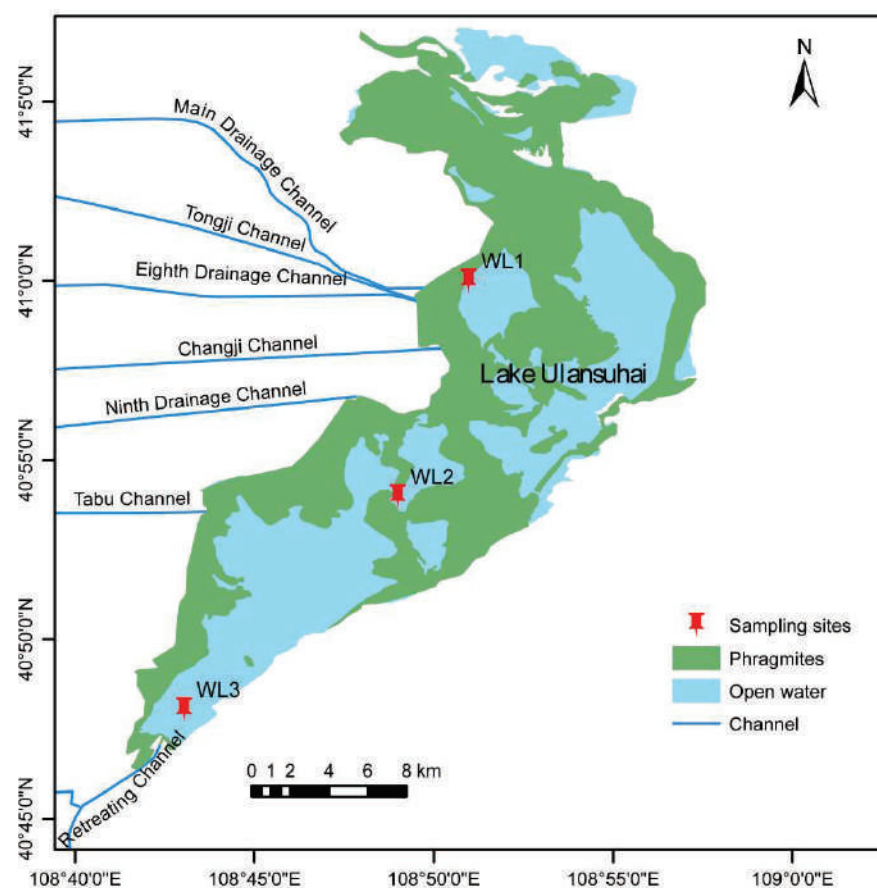 N
41°5'0"N
Main Drainage Channel
Tongji Channel
WL1
Eighth Drainage Channel
41°0'0"N
Changji Channel
Lake Ulansuhai
Ninth Drainage Channel
40°55'0"N
WL2
Tabu Channel
40°50'0"N
Sampling sites
Phragmites
WL3
Open water
Channel
Retreating Channel
0 1 2 4 6 8 km
40°45'0"N
108°40'0"E 108°45'0"E 108°50'0"E 108°55'0"E 109°0'0"E